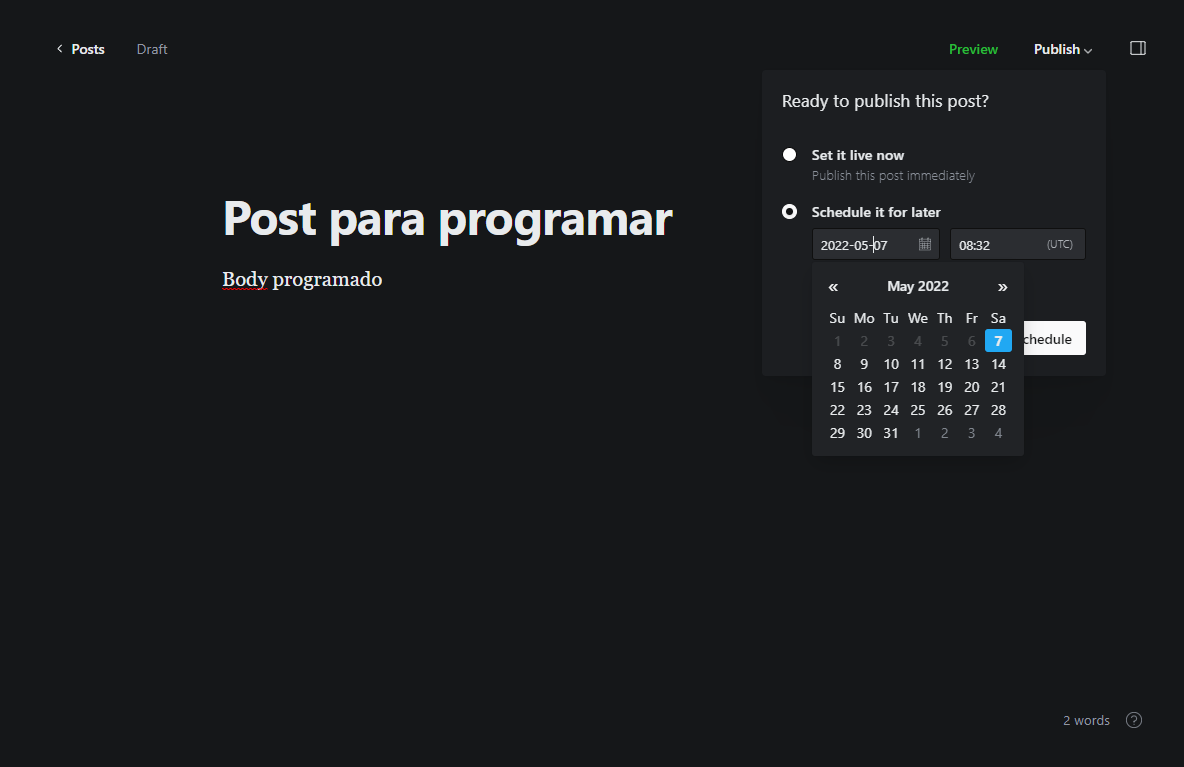 Posts
Draft
Preview
Publish
Ready to publish this post?
Set it live now
Publish this post immediately
Schedule it for later
2022-05-07
08:32
(UTC)
« May 2022 »
Su Mo Tu We Th Fr Sa
1 2 3 4 5 6 7
8 9 10 11 12 13 14
15 16 17 18 19 20 21
22 23 24 25 26 27 28
29 30 31 1 2 3 4
chedule
Post para programar
Body programado
2 words
?